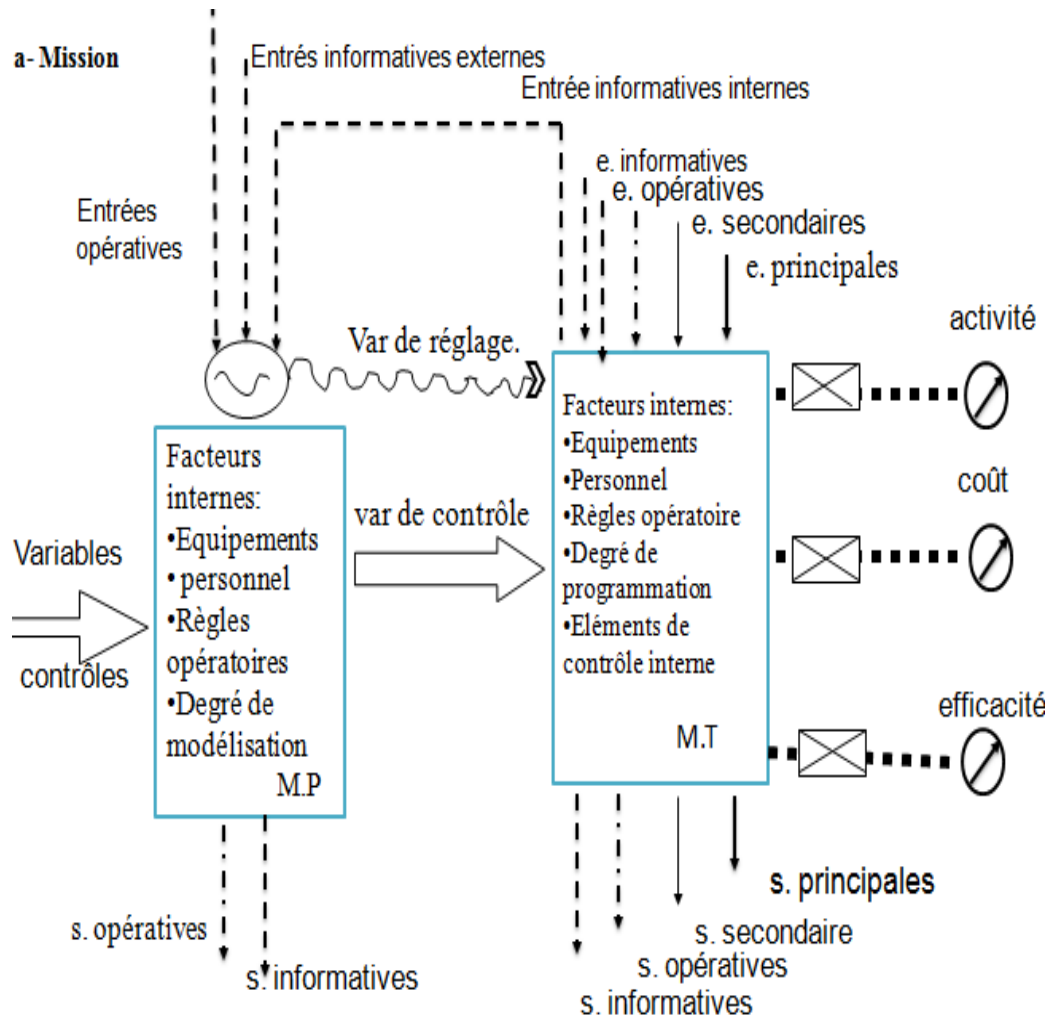 a- Mission
Entrés informatives externes
Entrée informatives internes
e. informatives
e. opératives
e. secondaires
e. principales
Entrées
opératives
activité
Var de réglage.
Facteurs internes:
•Equipements
•Personnel
•Règles opératoire
•Degré de
programmation
•Eléments de
contrôle interne
M.T
coût
efficacité
Facteurs
internes:
•Equipements
• personnel
•Règles
opératoires
•Degré de
modélisation
M.P
var de contrôle
Variables
contrôles
s. opératives
s. informatives
s. principales
s. secondaire
s. opératives
s. informatives